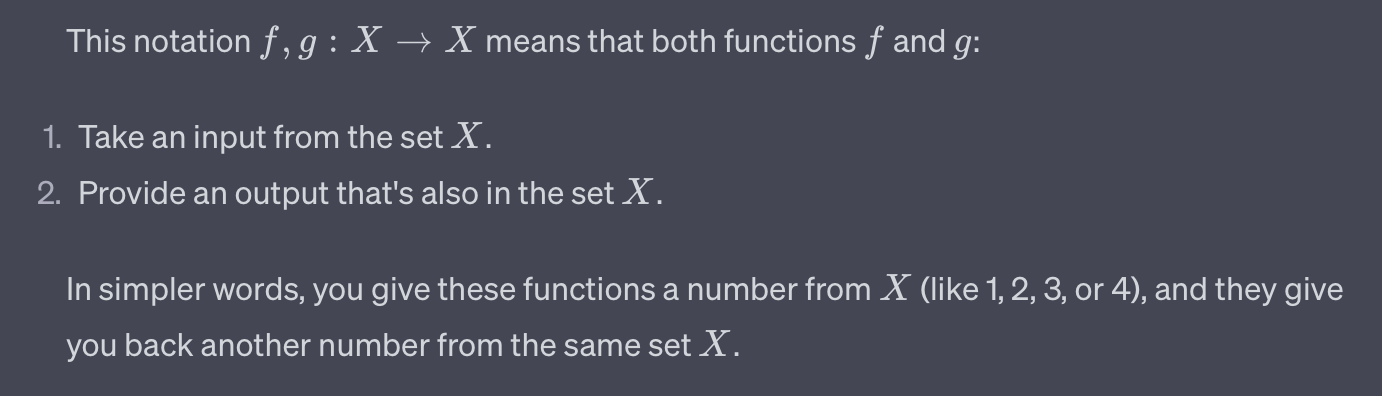 This notation f, g : X → X means that both functions f and g:
1. Take an input from the set X.
2. Provide an output that's also in the set X.
In simpler words, you give these functions a number from X (like 1, 2, 3, or 4), and they give
you back another number from the same set X.